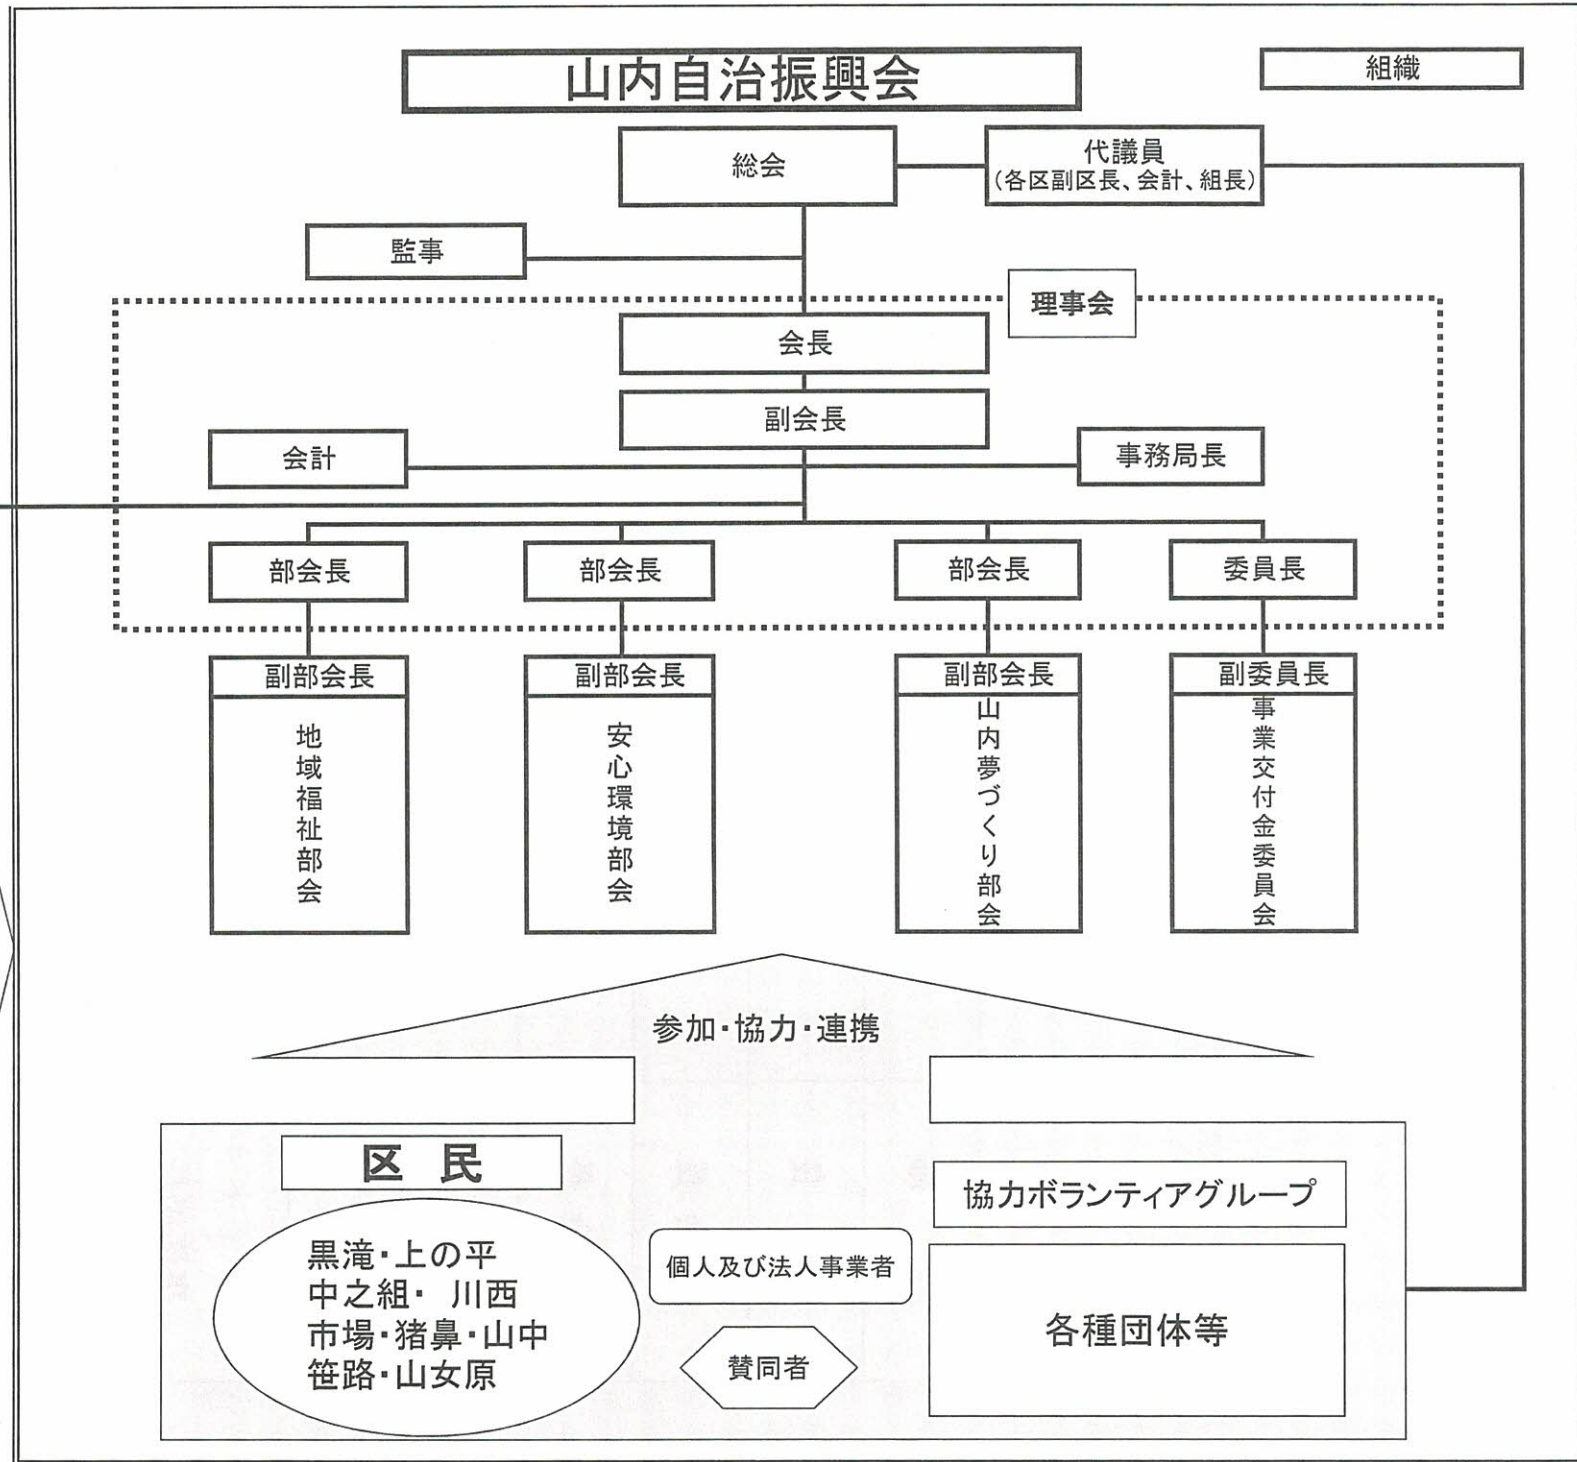 山内自治振興会
組織
総会
代議員
(各区副区長、会計、組長)
監事
理事会
会長
副会長
会計
事務局長
部会長
部会長
部会長
委員長
副部会長
副部会長
副部会長
副委員長
地域福祉部会
安心環境部会
山内夢づくり部会
事業交付金委員会
参加・協力・連携
区 民
協力ボランティアグループ
黒滝・上の平
中之組・ 川西
市場・猪鼻・山中
笹路・山女原
個人及び法人事業者
各種団体等
賛同者